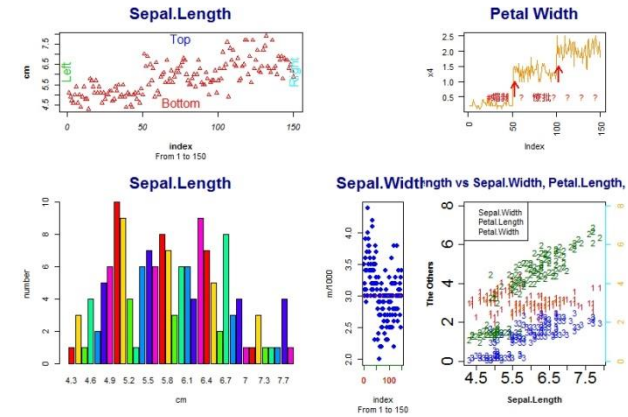 Sepal.Length
Petal Width
cm
4.5 5.5 6.5 7.5
Left
Top
Bottom
Right
0 50 100 150
index
From 1 to 150
x4
0.5 1.0 1.5 2.0 2.5
? ? ? ? ?
0 50 100 150
Index
Sepal.Length
Sepal.Width
ngth vs Sepal.Width, Petal.Length,
number
0 2 4 6 8 10
4.3 4.6 4.9 5.2 5.5 5.8 6.1 6.4 6.7 7 7.3 7.7
cm
m/1000
2.0 2.5 3.0 3.5 4.0
0 100
index
From 1 to 150
The Others
0 2 4 6 8
Sepal.Width
Petal.Length
Petal.Width
0 2 4 6 8
4.5 5.5 6.5 7.5
Sepal.Length